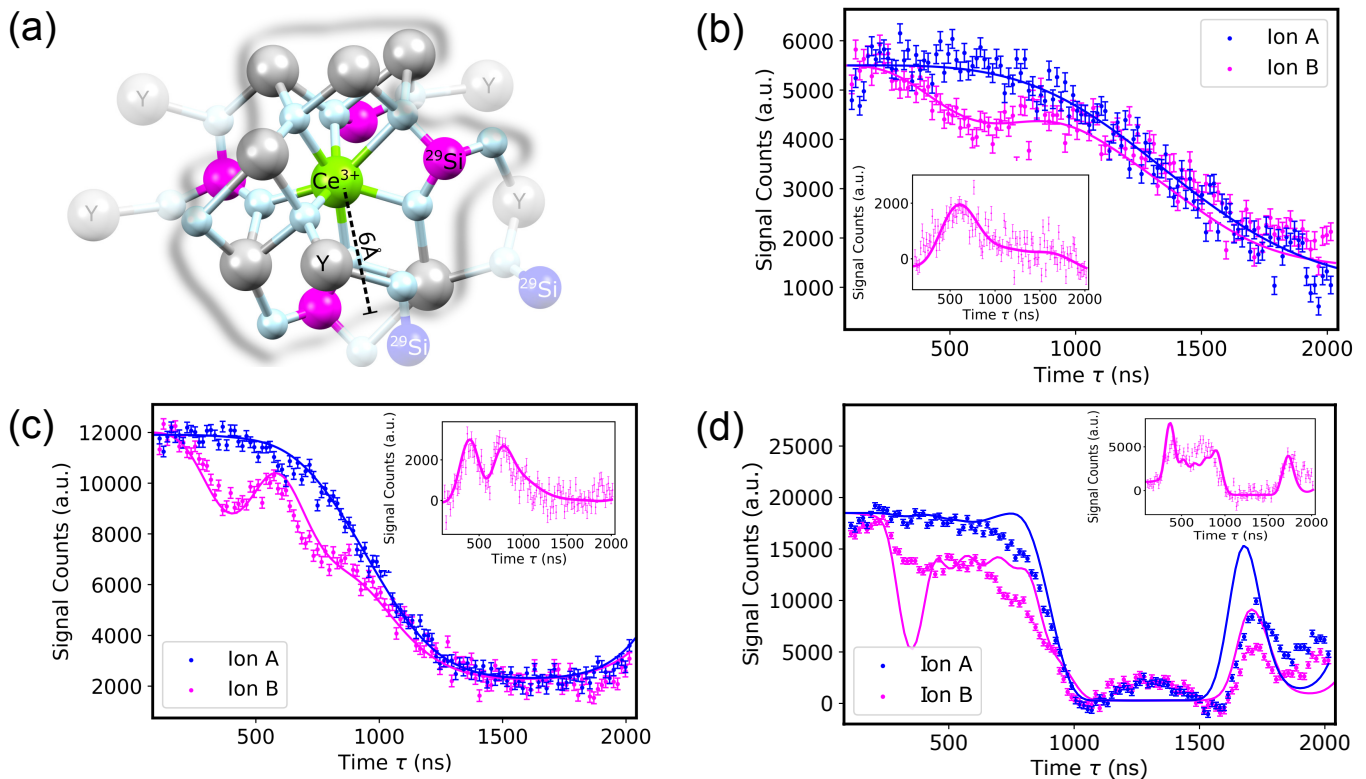 (a)
Y
Y
²⁹Si
Ce³⁺
Y
Y
6Å
Y
²⁹Si
²⁹Si
(b)
Signal Counts (a.u.)
6000
5000
4000
3000
2000
1000
500
1000
1500
2000
Time τ (ns)
Ion A
Ion B
Signal Counts (a.u.)
2000
0
500
1000
1500
2000
Time τ (ns)
(c)
Signal Counts (a.u.)
12000
10000
8000
6000
4000
2000
500
1000
1500
2000
Time τ (ns)
Ion A
Ion B
Signal Counts (a.u.)
2000
0
500
1000
1500
2000
Time τ (ns)
(d)
Signal Counts (a.u.)
25000
20000
15000
10000
5000
0
500
1000
1500
2000
Time τ (ns)
Ion A
Ion B
Signal Counts (a.u.)
5000
0
500
1000
1500
2000
Time τ (ns)